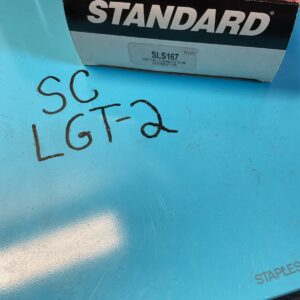 STANDARD®
SLS167
SC
LGT-2
STAPLES